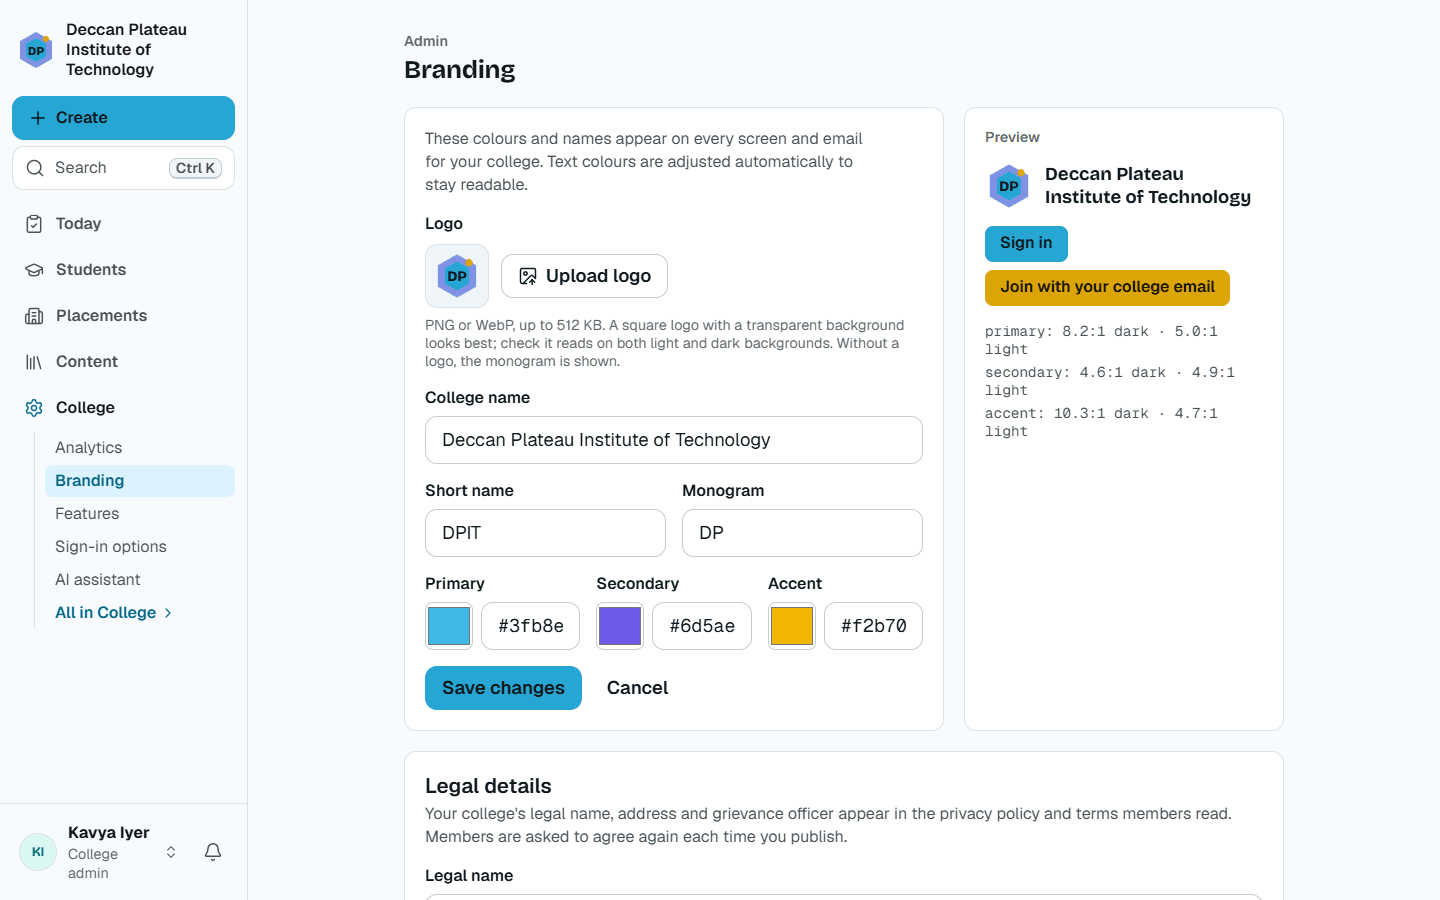 DP
Deccan Plateau
Institute of
Technology
Create
Search
Ctrl K
Today
Students
Placements
Content
College
Analytics
Branding
Features
Sign-in options
AI assistant
All in College
KI
Kavya Iyer
College
admin
Admin
Branding
These colours and names appear on every screen and email
for your college. Text colours are adjusted automatically to
stay readable.
Logo
DP
Upload logo
PNG or WebP, up to 512 KB. A square logo with a transparent background
looks best; check it reads on both light and dark backgrounds. Without a
logo, the monogram is shown.
College name
Deccan Plateau Institute of Technology
Short name
Monogram
DPIT
DP
Primary
Secondary
Accent
#3fb8e
#6d5ae
#f2b70
Save changes
Cancel
Preview
DP
Deccan Plateau
Institute of Technology
Sign in
Join with your college email
primary: 8.2:1 dark · 5.0:1
light
secondary: 4.6:1 dark · 4.9:1
light
accent: 10.3:1 dark · 4.7:1
light
Legal details
Your college's legal name, address and grievance officer appear in the privacy policy and terms members read.
Members are asked to agree again each time you publish.
Legal name